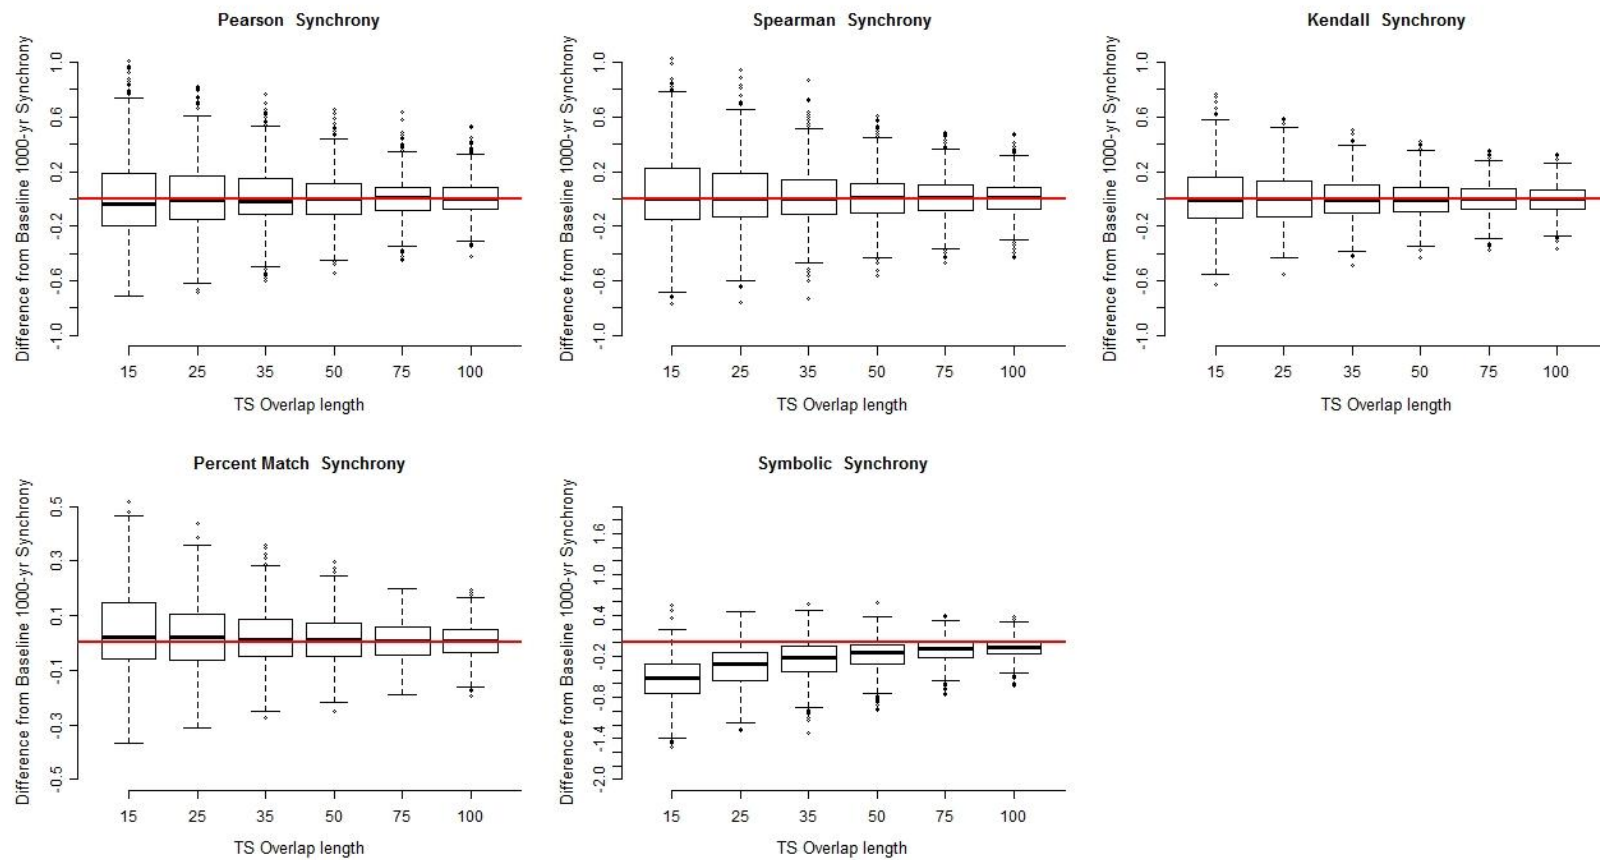 Pearson Synchrony
Difference from Baseline 1000-yr Synchrony
1.0
0.6
0.2
-0.2
-0.6
-1.0
15 25 35 50 75 100
TS Overlap length
Spearman Synchrony
Difference from Baseline 1000-yr Synchrony
1.0
0.6
0.2
-0.2
-0.6
-1.0
15 25 35 50 75 100
TS Overlap length
Kendall Synchrony
Difference from Baseline 1000-yr Synchrony
1.0
0.6
0.2
-0.2
-0.6
-1.0
15 25 35 50 75 100
TS Overlap length
Percent Match Synchrony
Difference from Baseline 1000-yr Synchrony
0.5
0.3
0.1
-0.1
-0.3
-0.5
15 25 35 50 75 100
TS Overlap length
Symbolic Synchrony
Difference from Baseline 1000-yr Synchrony
1.6
1.0
0.4
-0.2
-0.8
-1.4
-2.0
15 25 35 50 75 100
TS Overlap length